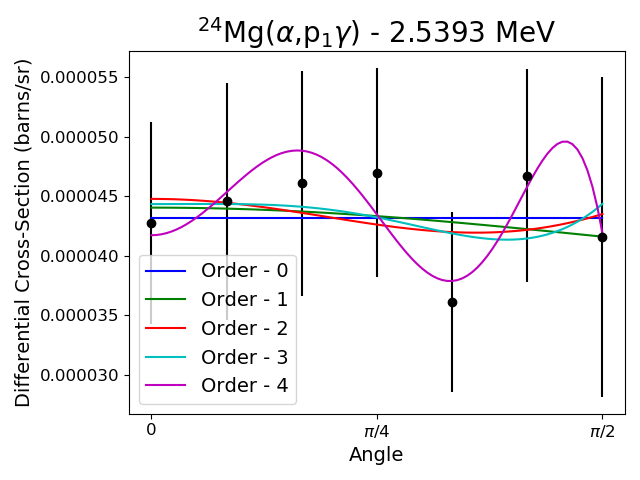 ²⁴Mg(α,p₁γ) - 2.5393 MeV
Differential Cross-Section (barns/sr)
0.000055
0.000050
0.000045
0.000040
0.000035
0.000030
Order - 0
Order - 1
Order - 2
Order - 3
Order - 4
0 π/4 π/2
Angle